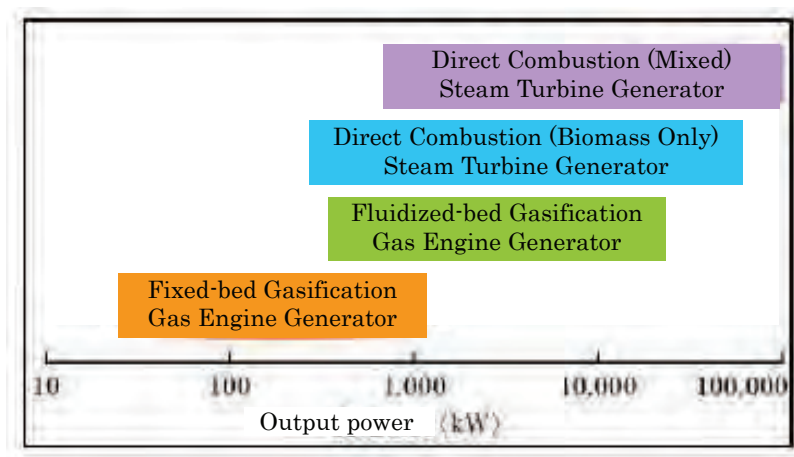 Direct Combustion (Mixed)
Steam Turbine Generator
Direct Combustion (Biomass Only)
Steam Turbine Generator
Fluidized-bed Gasification
Gas Engine Generator
Fixed-bed Gasification
Gas Engine Generator
10 100 1,000 10,000 100,000
Output power (kW)